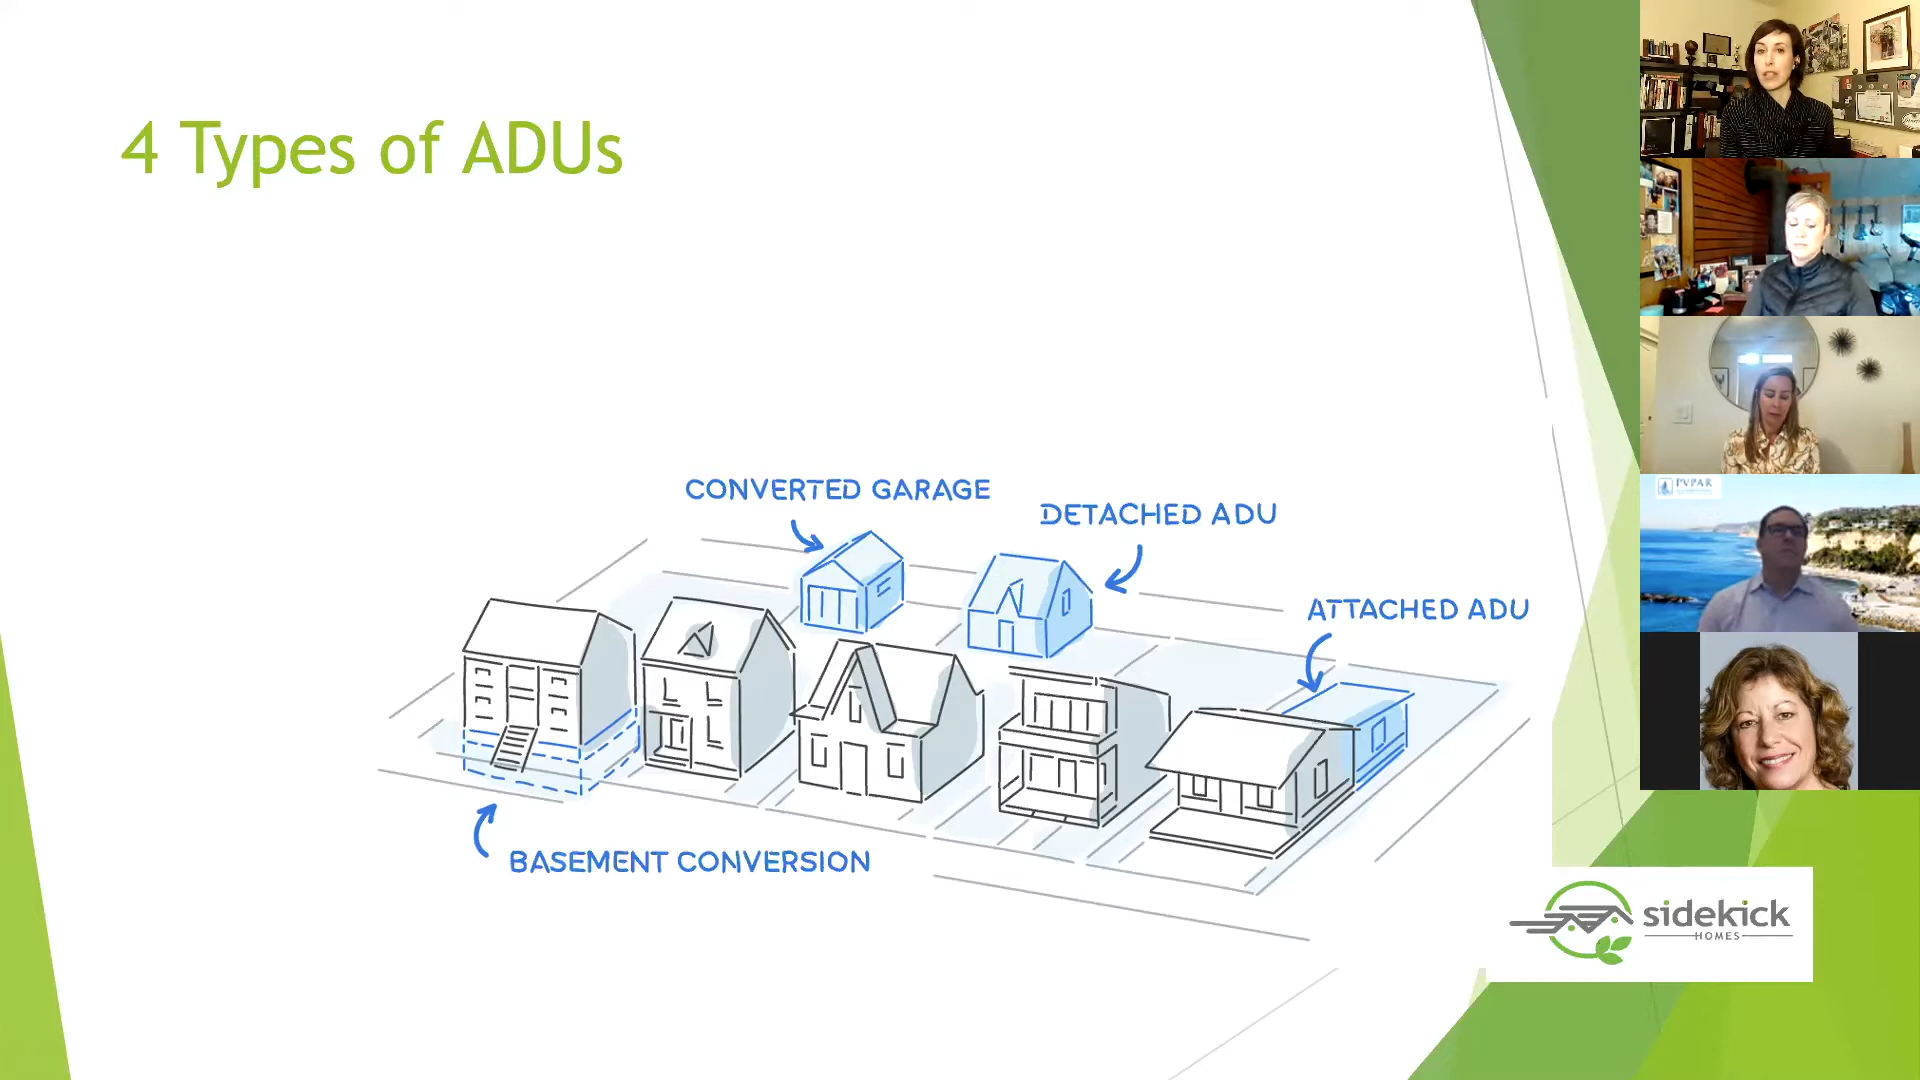 4 Types of ADUs
CONVERTED GARAGE
DETACHED ADU
ATTACHED ADU
BASEMENT CONVERSION
PVPAR
sidekick
HOMES